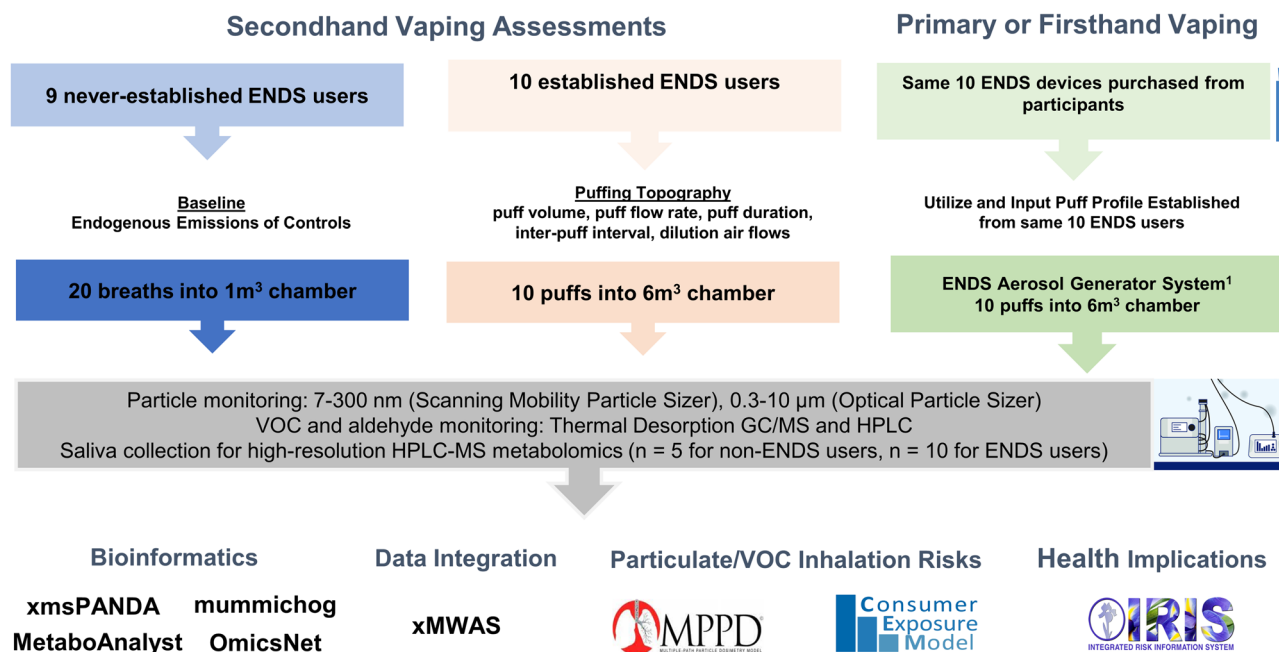 Secondhand Vaping Assessments
Primary or Firsthand Vaping
9 never-established ENDS users
10 established ENDS users
Same 10 ENDS devices purchased from
participants
Baseline
Endogenous Emissions of Controls
Puffing Topography
puff volume, puff flow rate, puff duration,
inter-puff interval, dilution air flows
Utilize and Input Puff Profile Established
from same 10 ENDS users
20 breaths into 1m³ chamber
10 puffs into 6m³ chamber
ENDS Aerosol Generator System¹
10 puffs into 6m³ chamber
Particle monitoring: 7-300 nm (Scanning Mobility Particle Sizer), 0.3-10 µm (Optical Particle Sizer)
VOC and aldehyde monitoring: Thermal Desorption GC/MS and HPLC
Saliva collection for high-resolution HPLC-MS metabolomics (n = 5 for non-ENDS users, n = 10 for ENDS users)
Bioinformatics
Data Integration
Particulate/VOC Inhalation Risks
Health Implications
xmsPANDA
mummichog
MetaboAnalyst
OmicsNet
xMWAS
MPPD
MULTIPLE-PATH PARTICLE DOSIMETRY MODEL
Consumer
Exposure
Model
IRIS
INTEGRATED RISK INFORMATION SYSTEM